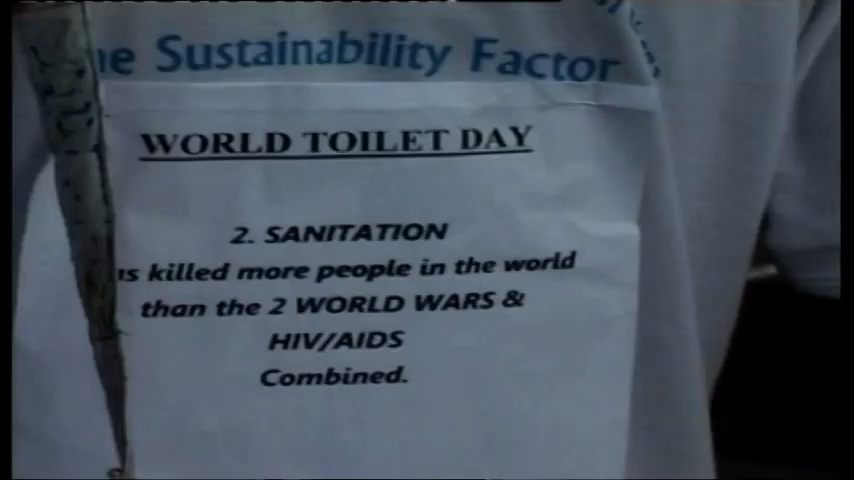 Sustainability Factor
WORLD TOILET DAY
2. SANITATION
killed more people in the world
than the 2 WORLD WARS &
HIV/AIDS
Combined.